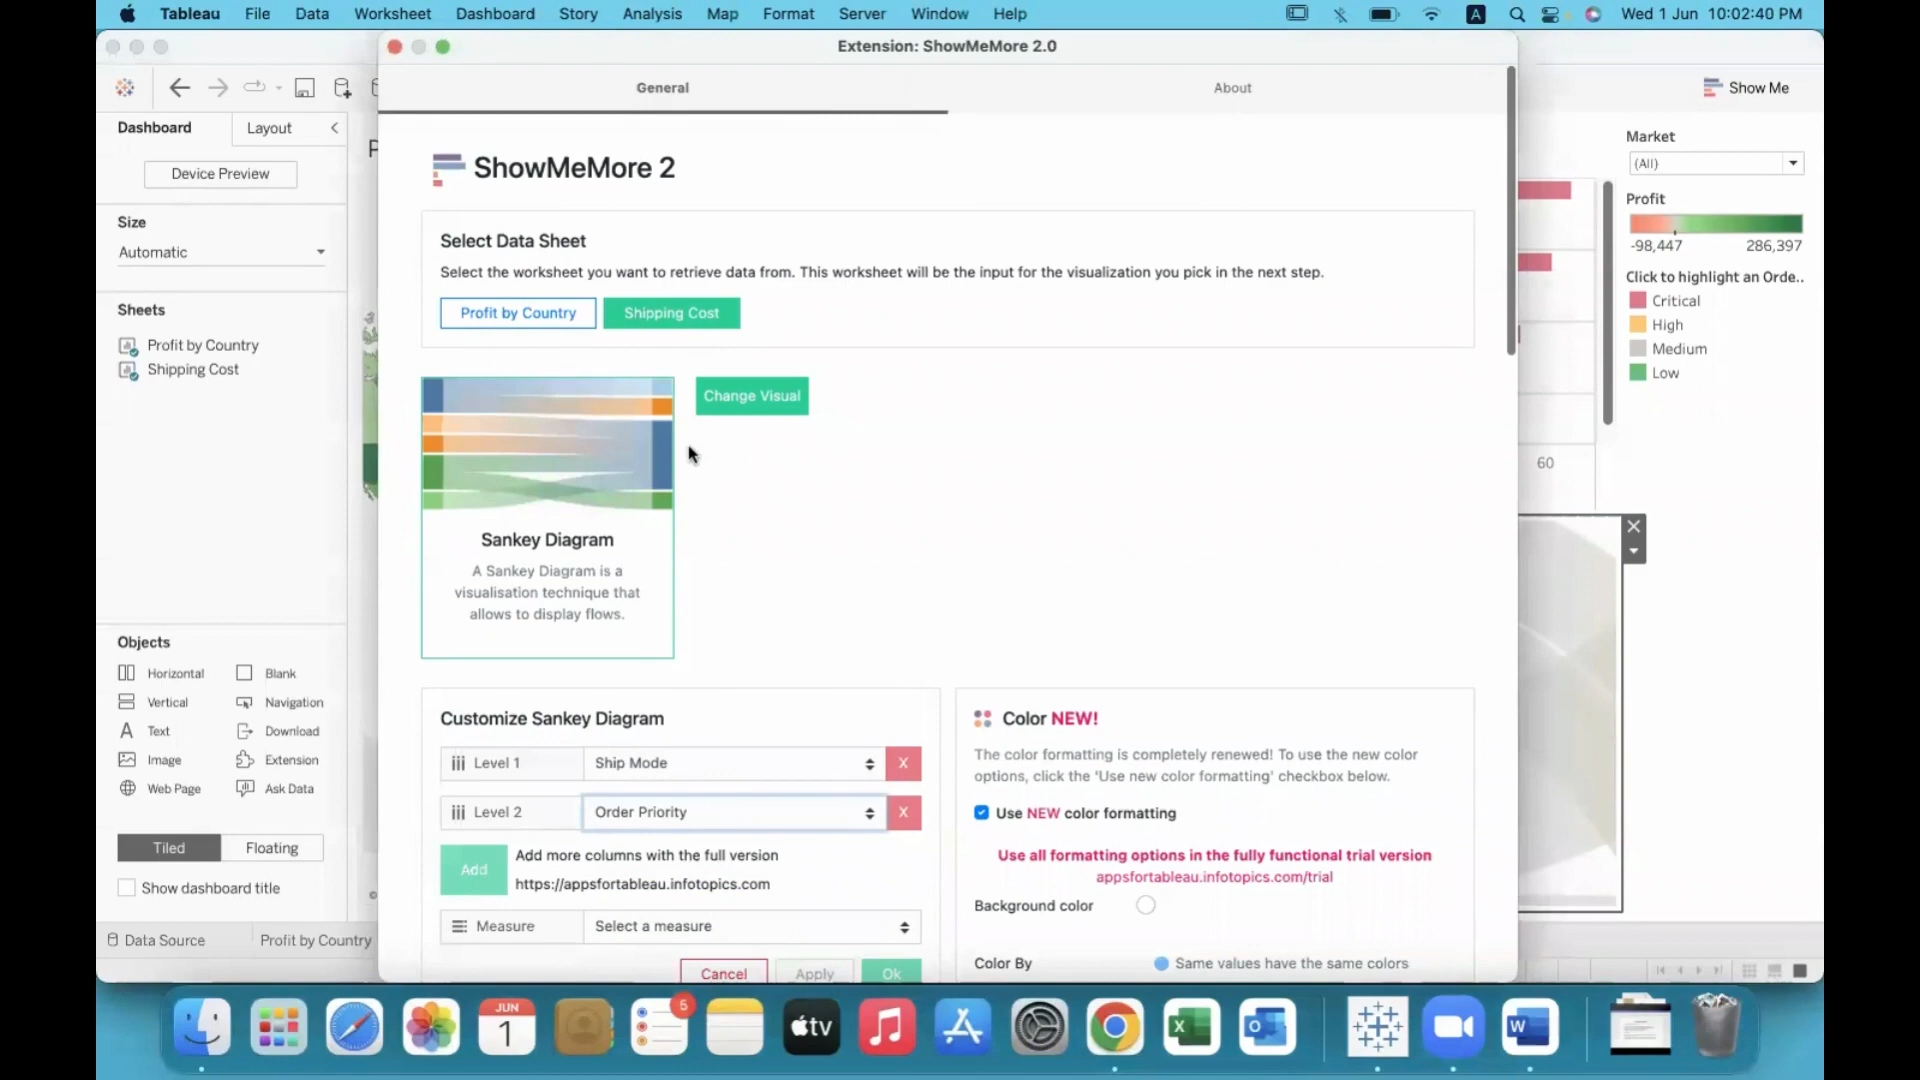 Tableau File Data Worksheet Dashboard Story Analysis Map Format Server Window Help A Wed 1 Jun 10:02:40 PM
Extension: ShowMeMore 2.0
General About
Show Me
Dashboard Layout
Device Preview
Size
Automatic
Sheets
Profit by Country
Shipping Cost
Objects
Horizontal Blank
Vertical Navigation
Text Download
Image Extension
Web Page Ask Data
Tiled Floating
Show dashboard title
Data Source Profit by Country
ShowMeMore 2
Select Data Sheet
Select the worksheet you want to retrieve data from. This worksheet will be the input for the visualization you pick in the next step.
Profit by Country Shipping Cost
Change Visual
Sankey Diagram
A Sankey Diagram is a
visualisation technique that
allows to display flows.
Customize Sankey Diagram
Level 1 Ship Mode X
Level 2 Order Priority X
Add
Add more columns with the full version
https://appsfortableau.infotopics.com
Measure Select a measure
Cancel Apply Ok
Color NEW!
The color formatting is completely renewed! To use the new color
options, click the 'Use new color formatting' checkbox below.
Use NEW color formatting
Use all formatting options in the fully functional trial version
appsfortableau.infotopics.com/trial
Background color
Color By Same values have the same colors
Market
(All)
Profit
-98,447 286,397
Click to highlight an Orde..
Critical
High
Medium
Low
60
JUN
1
5
tv
X
O
W